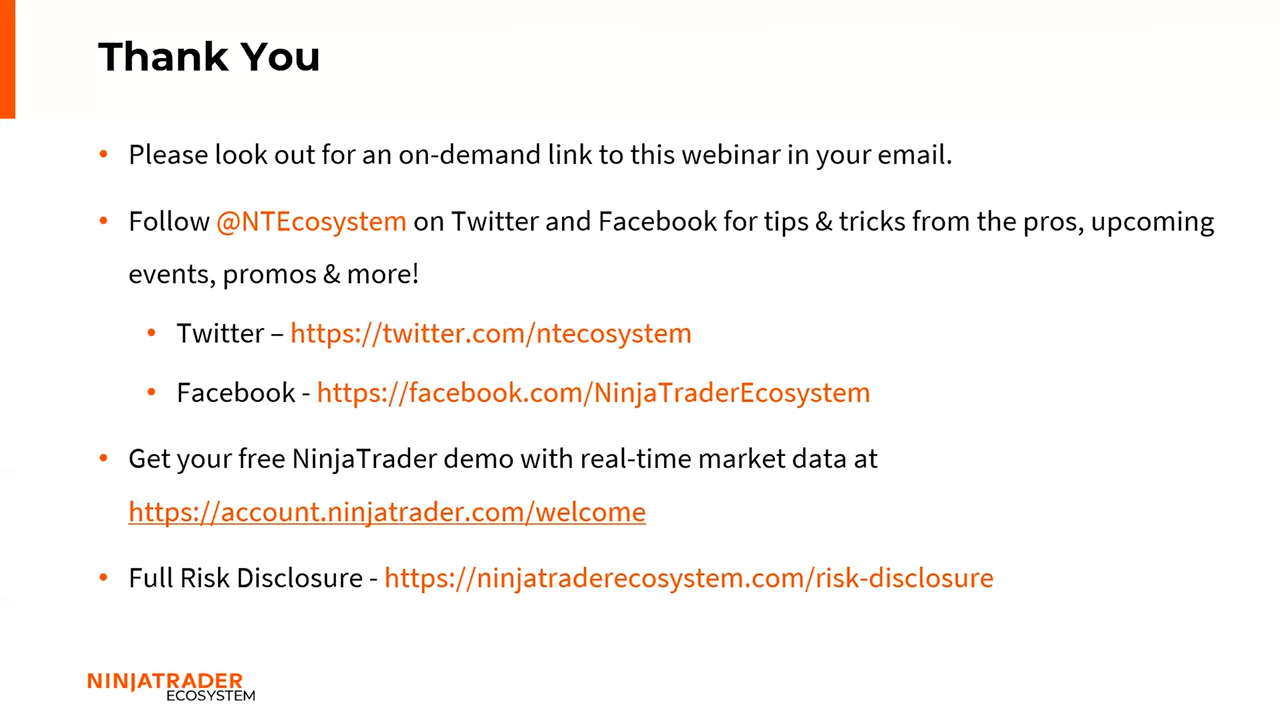 Thank You
• Please look out for an on-demand link to this webinar in your email.
• Follow @NTEcosystem on Twitter and Facebook for tips & tricks from the pros, upcoming
events, promos & more!
• Twitter – https://twitter.com/ntecosystem
• Facebook - https://facebook.com/NinjaTraderEcosystem
• Get your free NinjaTrader demo with real-time market data at
https://account.ninjatrader.com/welcome
• Full Risk Disclosure - https://ninjatraderecosystem.com/risk-disclosure
NINJATRADER
ECOSYSTEM